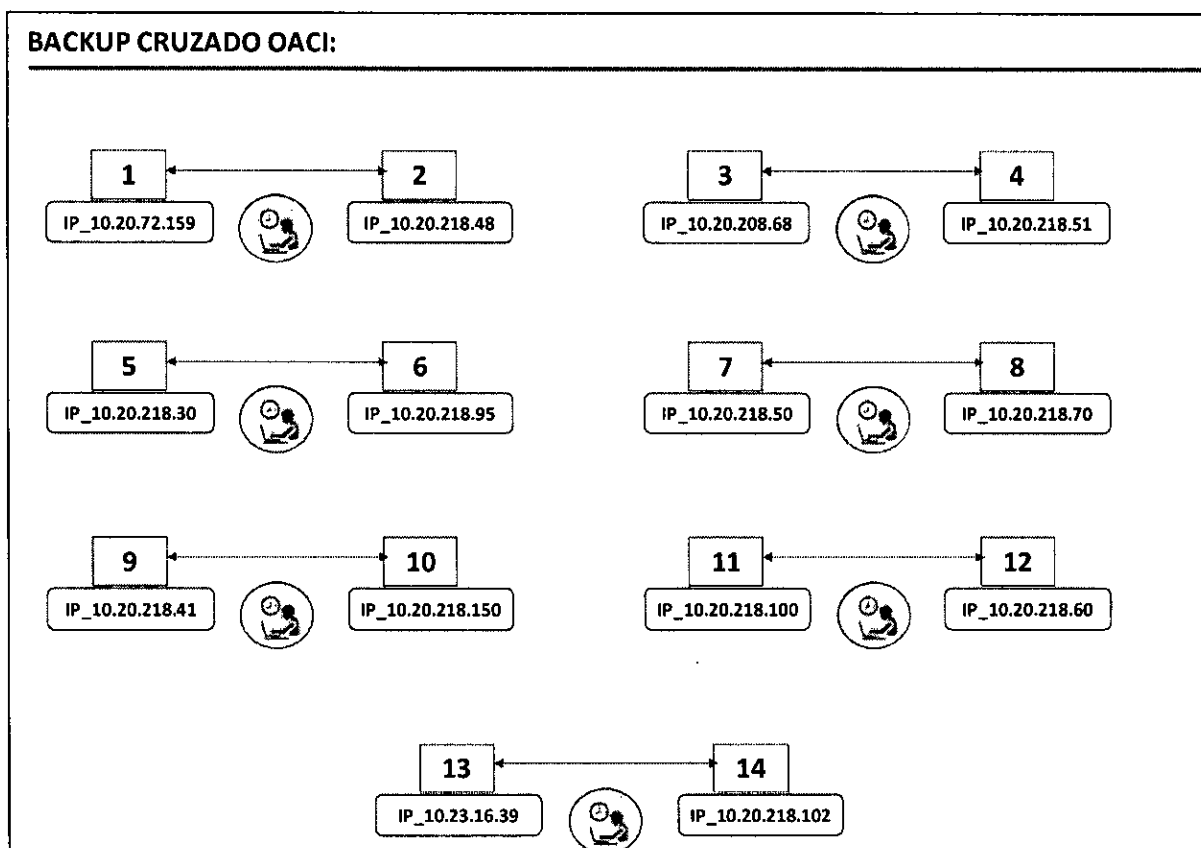 BACKUP CRUZADO OACI:
1 2 3 4
IP_10.20.72.159 IP_10.20.218.48 IP_10.20.208.68 IP_10.20.218.51
5 6 7 8
IP_10.20.218.30 IP_10.20.218.95 IP_10.20.218.50 IP_10.20.218.70
9 10 11 12
IP_10.20.218.41 IP_10.20.218.150 IP_10.20.218.100 IP_10.20.218.60
13 14
IP_10.23.16.39 IP_10.20.218.102